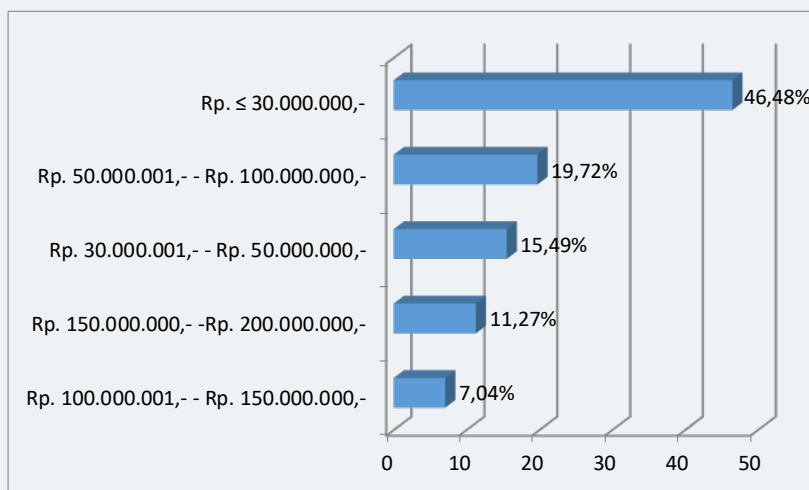 Rp. ≤ 30.000.000,-
46,48%
Rp. 50.000.001,- - Rp. 100.000.000,-
19,72%
Rp. 30.000.001,- - Rp. 50.000.000,-
15,49%
Rp. 150.000.000,- -Rp. 200.000.000,-
11,27%
Rp. 100.000.001,- - Rp. 150.000.000,-
7,04%
0 10 20 30 40 50